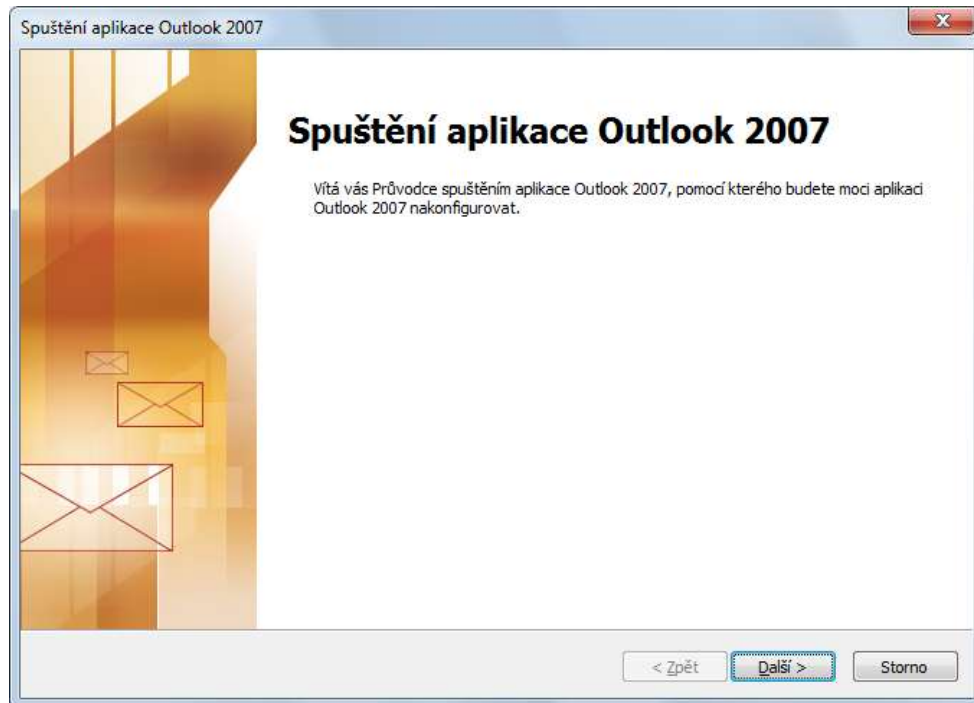 Spuštění aplikace Outlook 2007
Spuštění aplikace Outlook 2007
Vítá vás Průvodce spuštěním aplikace Outlook 2007, pomocí kterého budete moci aplikaci
Outlook 2007 nakonfigurovat.
< Zpět
Další >
Storno